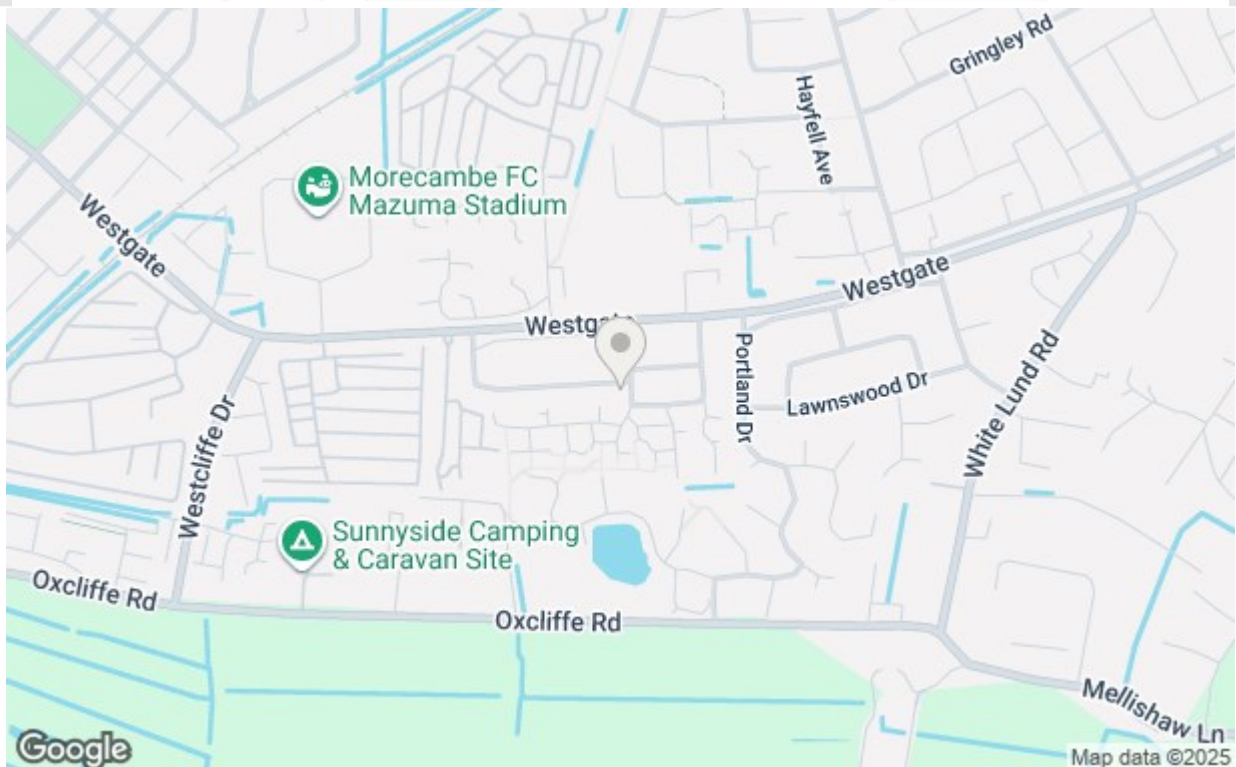 Gringley Rd
Hayfell Ave
Morecambe FC
Mazuma Stadium
Westgate
Westgate
Westgate
Portland Dr
Lawnswood Dr
White Lund Rd
Westcliffe Dr
Sunnyside Camping
& Caravan Site
Oxcliffe Rd
Oxcliffe Rd
Mellishaw Ln
Google
Map data ©2025